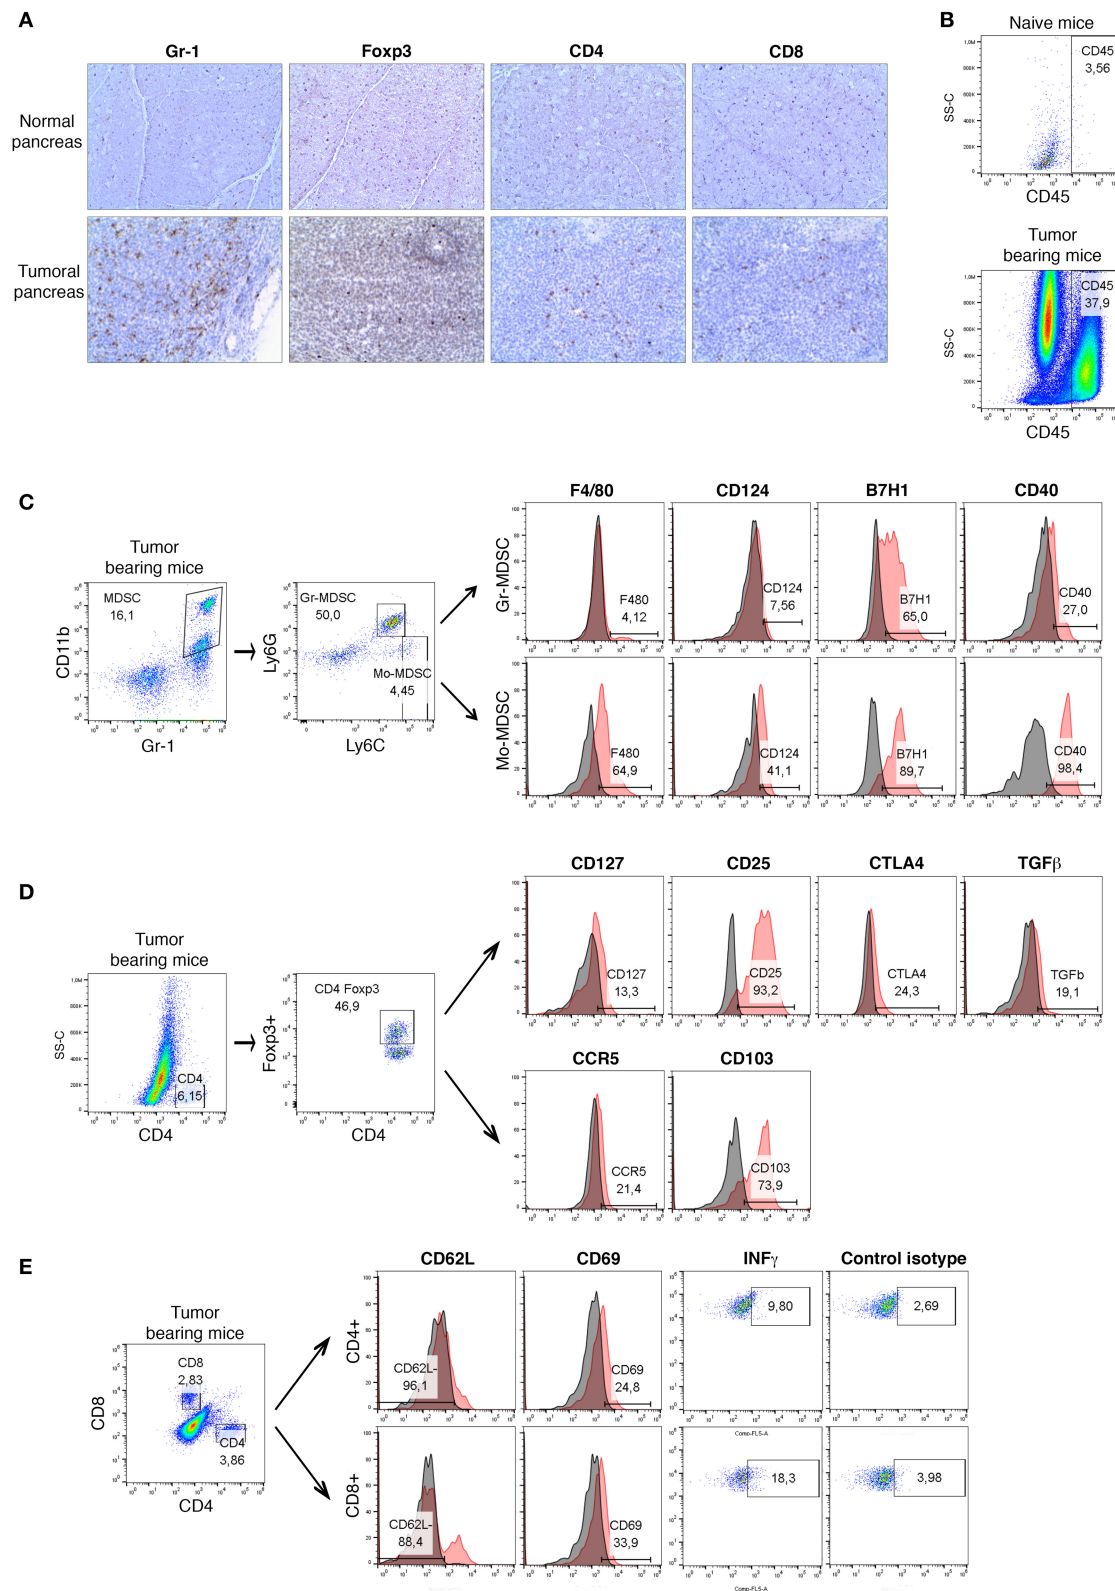 A
Gr-1 Foxp3 CD4 CD8
Normal
pancreas
Tumoral
pancreas
B
Naive mice
CD45
3,56
SS-C
CD45
Tumor
bearing mice
CD45
37,9
SS-C
CD45
C
Tumor
bearing mice
MDSC
16,1
CD11b
Gr-1
Gr-MDSC
50,0
Mo-MDSC
4,45
Ly6G
Ly6C
F4/80 CD124 B7H1 CD40
Gr-MDSC
F480
4,12
CD124
7,56
B7H1
65,0
CD40
27,0
Mo-MDSC
F480
64,9
CD124
41,1
B7H1
89,7
CD40
98,4
D
Tumor
bearing mice
SS-C
CD4
6,15
CD4
CD4 Foxp3
46,9
Foxp3+
CD4
CD127 CD25 CTLA4 TGFβ
CD127
13,3
CD25
93,2
CTLA4
24,3
TGFb
19,1
CCR5 CD103
CCR5
21,4
CD103
73,9
E
Tumor
bearing mice
CD8
2,83
CD4
3,86
CD8
CD4
CD62L CD69 INFγ Control isotype
CD4+
CD62L-
96,1
CD69
24,8
9,80
2,69
Comp-FL5-A
CD8+
CD62L-
88,4
CD69
33,9
18,3
3,98
Comp-FL5-A